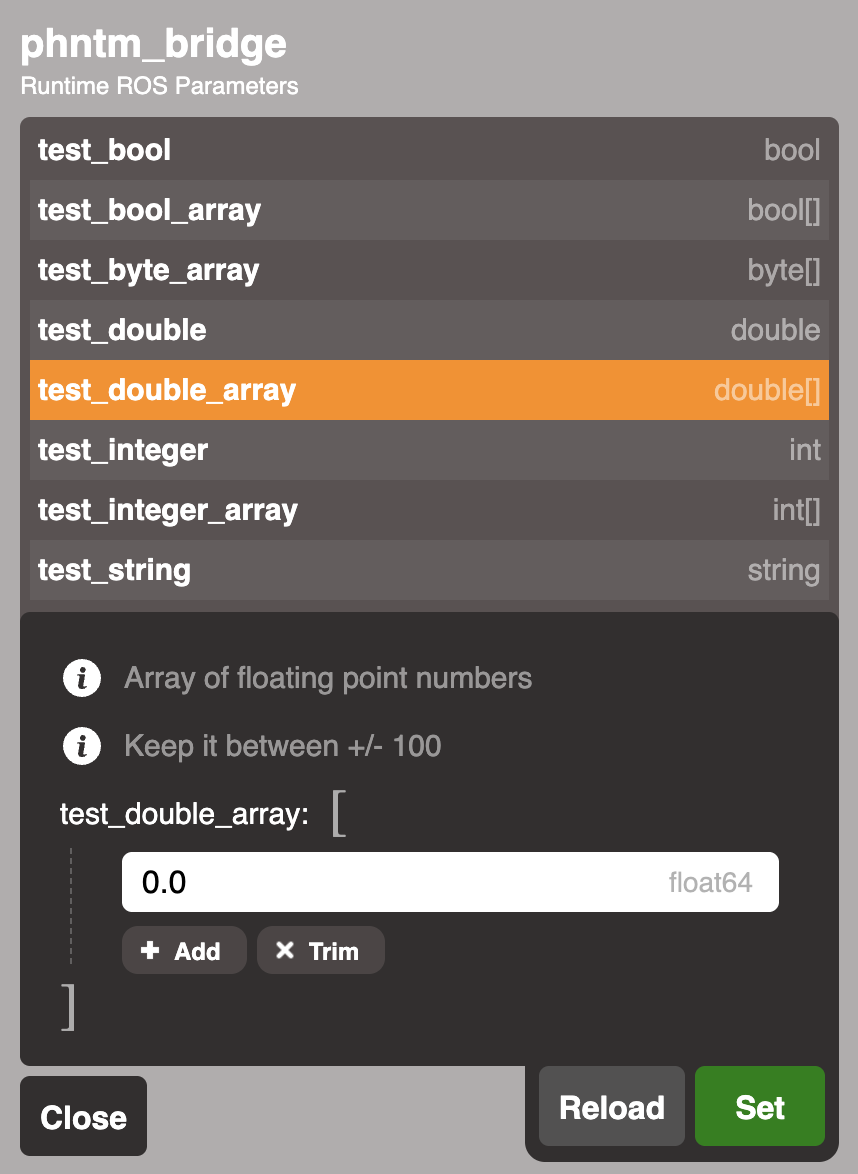 phntm_bridge
Runtime ROS Parameters
test_bool bool
test_bool_array bool[]
test_byte_array byte[]
test_double double
test_double_array double[]
test_integer int
test_integer_array int[]
test_string string
i Array of floating point numbers
i Keep it between +/- 100
test_double_array: [
0.0 float64
+ Add × Trim
]
Close Reload Set